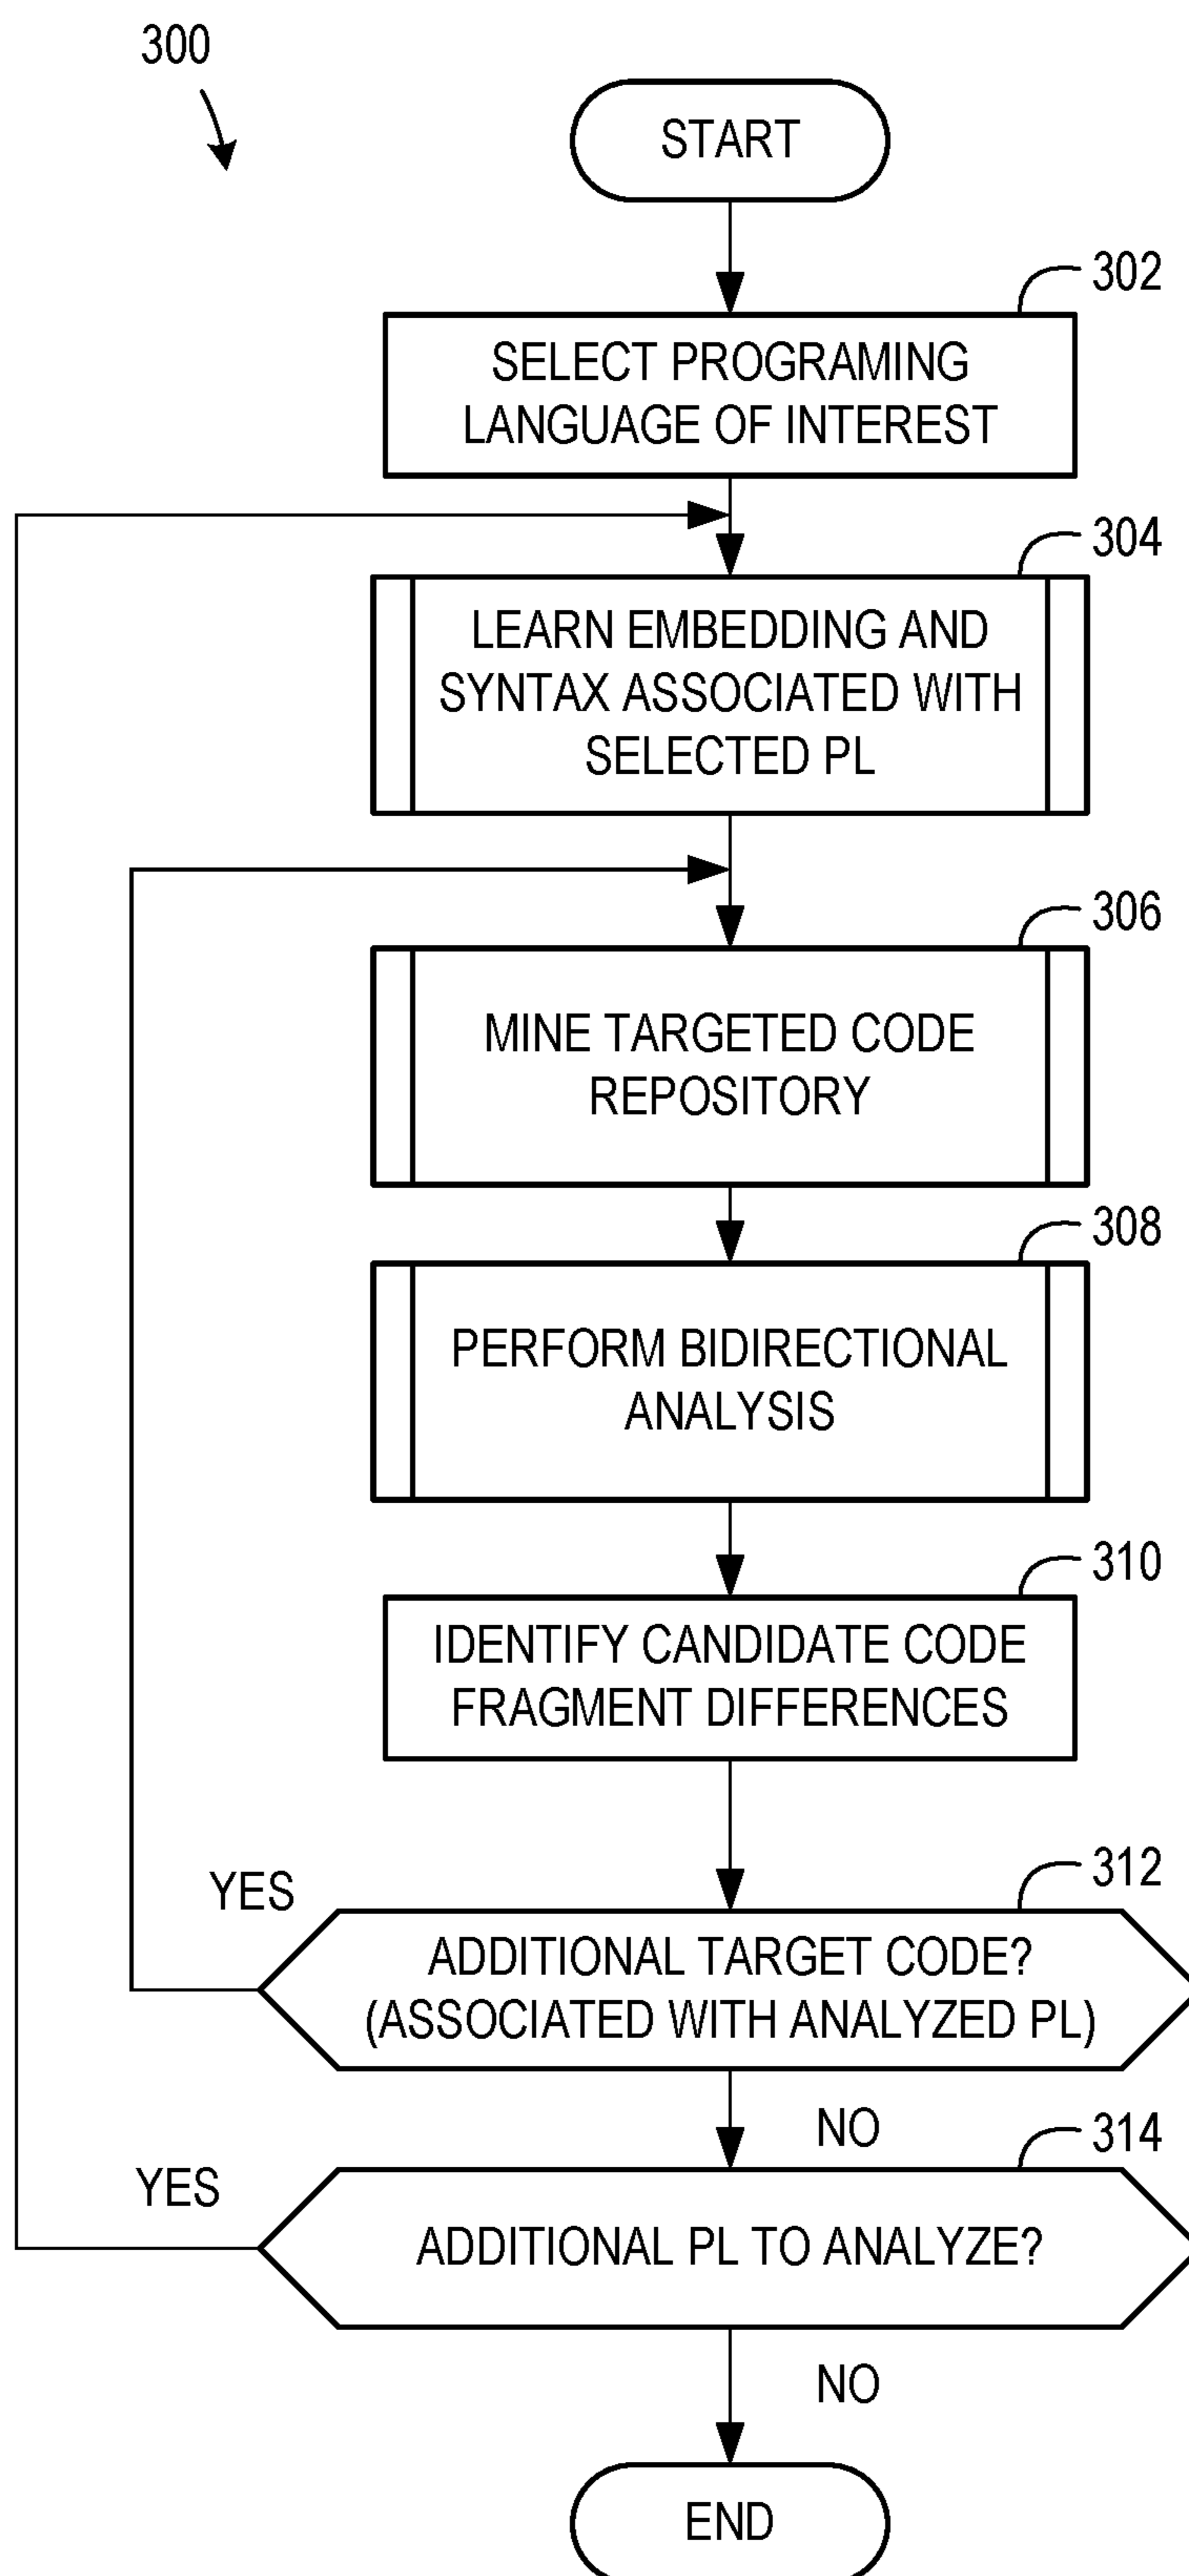 300
START
302
SELECT PROGRAMING
LANGUAGE OF INTEREST
304
LEARN EMBEDDING AND
SYNTAX ASSOCIATED WITH
SELECTED PL
306
MINE TARGETED CODE
REPOSITORY
308
PERFORM BIDIRECTIONAL
ANALYSIS
310
IDENTIFY CANDIDATE CODE
FRAGMENT DIFFERENCES
312
YES
ADDITIONAL TARGET CODE?
(ASSOCIATED WITH ANALYZED PL)
NO
314
YES
ADDITIONAL PL TO ANALYZE?
NO
END